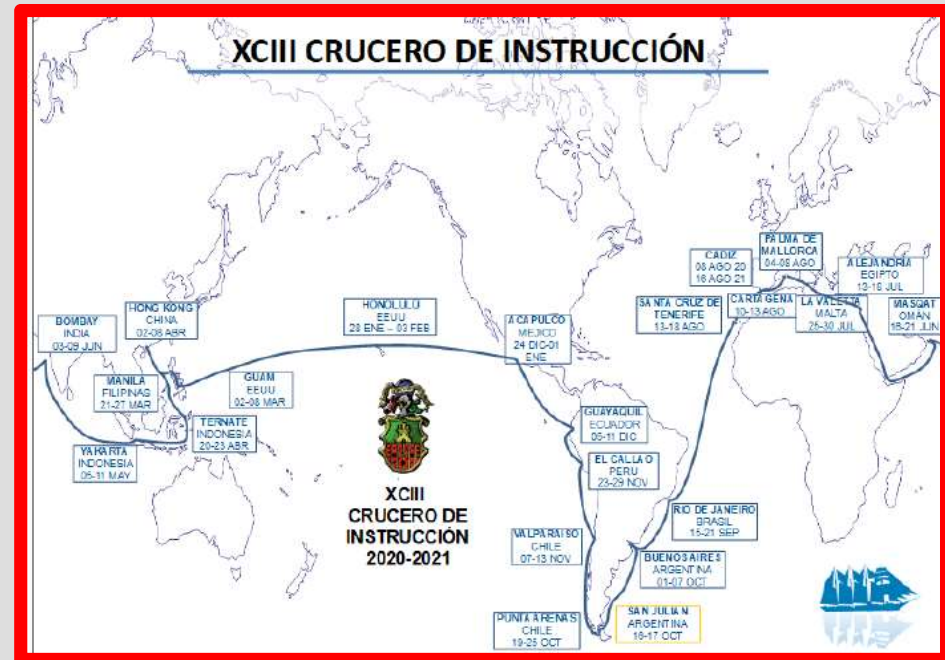 XCIII CRUCERO DE INSTRUCCIÓN
CADIZ
08 AGO 20
16 AGO 21
PALMA DE
MALLORCA
04-08 AGO
ALEJANDRIA
EGIPTO
13-18 JUL
SANTA CRUZ DE
TENERIFE
13-18 AGO
CARTAGENA
10-13 AGO
LA VALETTA
MALTA
25-30 JUL
MASQAT
OMÁN
16-21 JUN
BOMBAY
INDIA
03-09 JUN
HONG KONG
CHINA
02-08 ABR
HONOLULU
EEUU
28 ENE – 03 FEB
ACAPULCO
MEJICO
24 DIC-01
ENE
MANILA
FILIPINAS
21-27 MAR
GUAM
EEUU
02-08 MAR
TERNATE
INDONESIA
20-23 ABR
YAKARTA
INDONESIA
05-11 MAY
GUAYAQUIL
ECUADOR
05-11 DIC
EL CALLAO
PERU
23-29 NOV
XCIII
CRUCERO DE
INSTRUCCIÓN
2020-2021
RIO DE JANEIRO
BRASIL
15-21 SEP
VALPARAISO
CHILE
07-13 NOV
BUENOS AIRES
ARGENTINA
01-07 OCT
PUNTA ARENAS
CHILE
19-25 OCT
SAN JULIAN
ARGENTINA
16-17 OCT